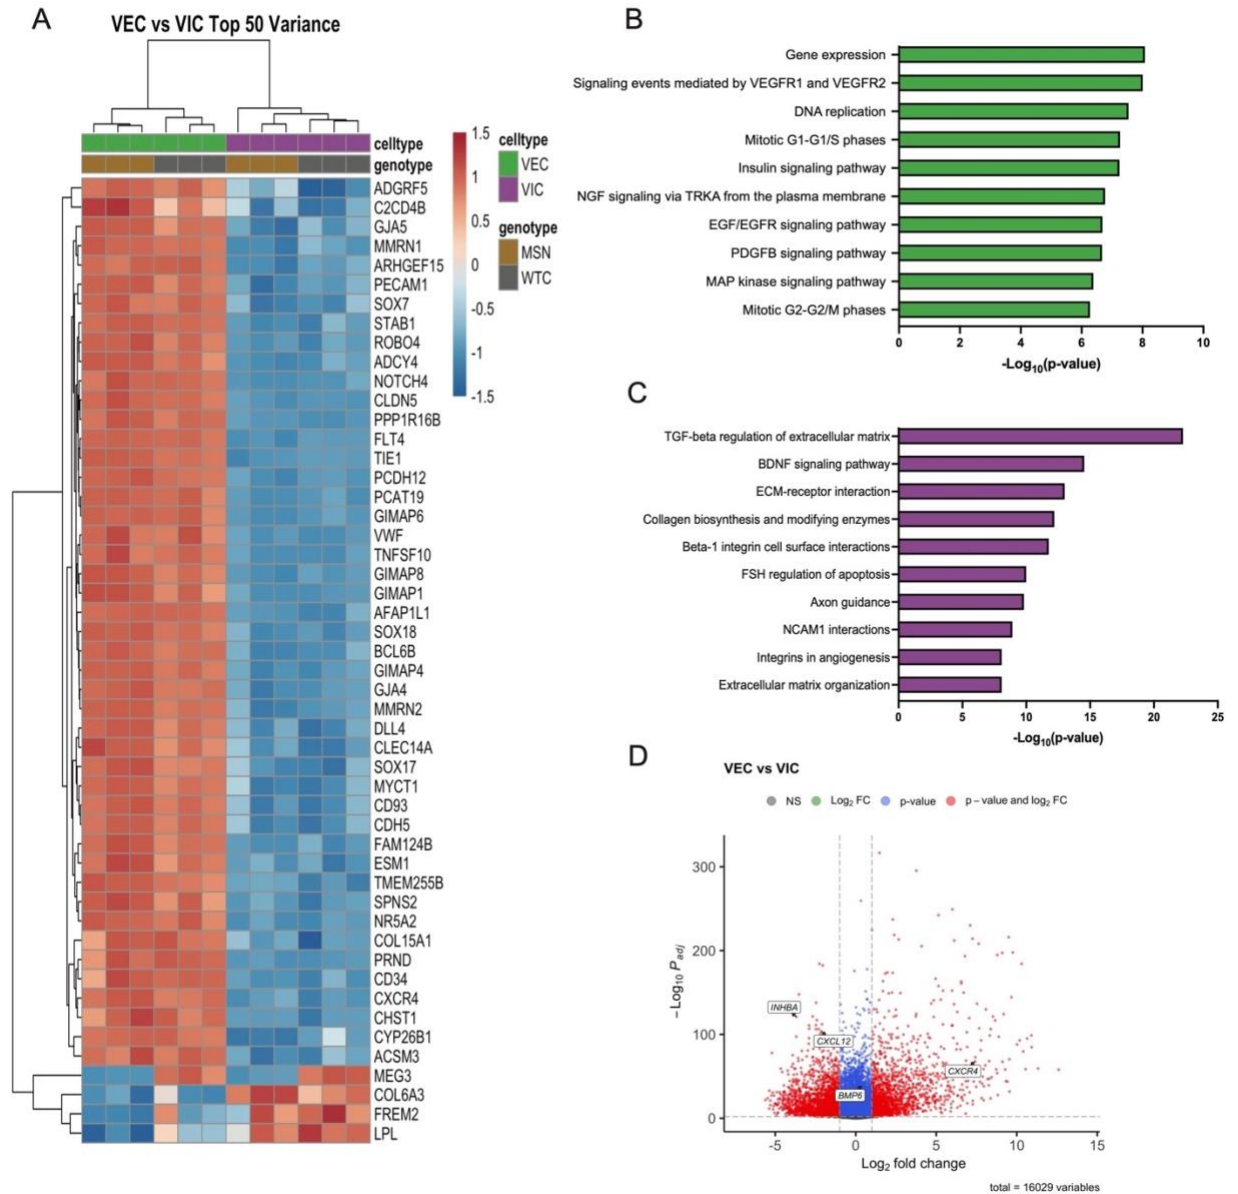 A
VEC vs VIC Top 50 Variance
celltype
genotype
ADGRF5
C2CD4B
GJA5
MMRN1
ARHGEF15
PECAM1
SOX7
STAB1
ROBO4
ADCY4
NOTCH4
CLDN5
PPP1R16B
FLT4
TIE1
PCDH12
PCAT19
GIMAP6
VWF
TNFSF10
GIMAP8
GIMAP1
AFAP1L1
SOX18
BCL6B
GIMAP4
GJA4
MMRN2
DLL4
CLEC14A
SOX17
MYCT1
CD93
CDH5
FAM124B
ESM1
TMEM255B
SPNS2
NR5A2
COL15A1
PRND
CD34
CXCR4
CHST1
CYP26B1
ACSM3
MEG3
COL6A3
FREM2
LPL
1.5
1
0.5
0
-0.5
-1
-1.5
celltype
VEC
VIC
genotype
MSN
WTC
B
Gene expression
Signaling events mediated by VEGFR1 and VEGFR2
DNA replication
Mitotic G1-G1/S phases
Insulin signaling pathway
NGF signaling via TRKA from the plasma membrane
EGF/EGFR signaling pathway
PDGFB signaling pathway
MAP kinase signaling pathway
Mitotic G2-G2/M phases
0 2 4 6 8 10
-Log10(p-value)
C
TGF-beta regulation of extracellular matrix
BDNF signaling pathway
ECM-receptor interaction
Collagen biosynthesis and modifying enzymes
Beta-1 integrin cell surface interactions
FSH regulation of apoptosis
Axon guidance
NCAM1 interactions
Integrins in angiogenesis
Extracellular matrix organization
0 5 10 15 20 25
-Log10(p-value)
D
VEC vs VIC
NS Log2 FC p-value p – value and log2 FC
300
200
100
0
-Log10 Padj
INHBA
CXCL12
CXCR4
BMP6
-5 0 5 10 15
Log2 fold change
total = 16029 variables